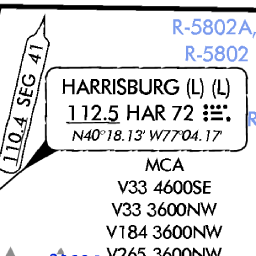 R-5802A,
R-5802
110.4 SEG 41
HARRISBURG (L) (L)
112.5 HAR 72
N40°18.13' W77°04.17'
R
MCA
V33 4600SE
V33 3600NW
V184 3600NW
V265 3600NW